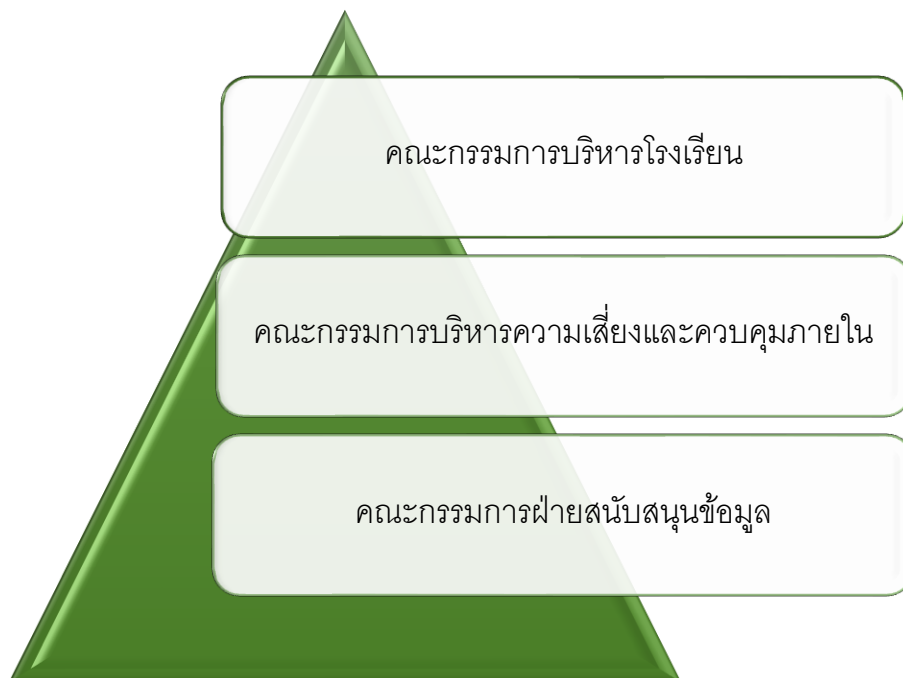 คณะกรรมการบริหารโรงเรียน
คณะกรรมการบริหารความเสี่ยงและควบคุมภายใน
คณะกรรมการฝ่ายสนับสนุนข้อมูล